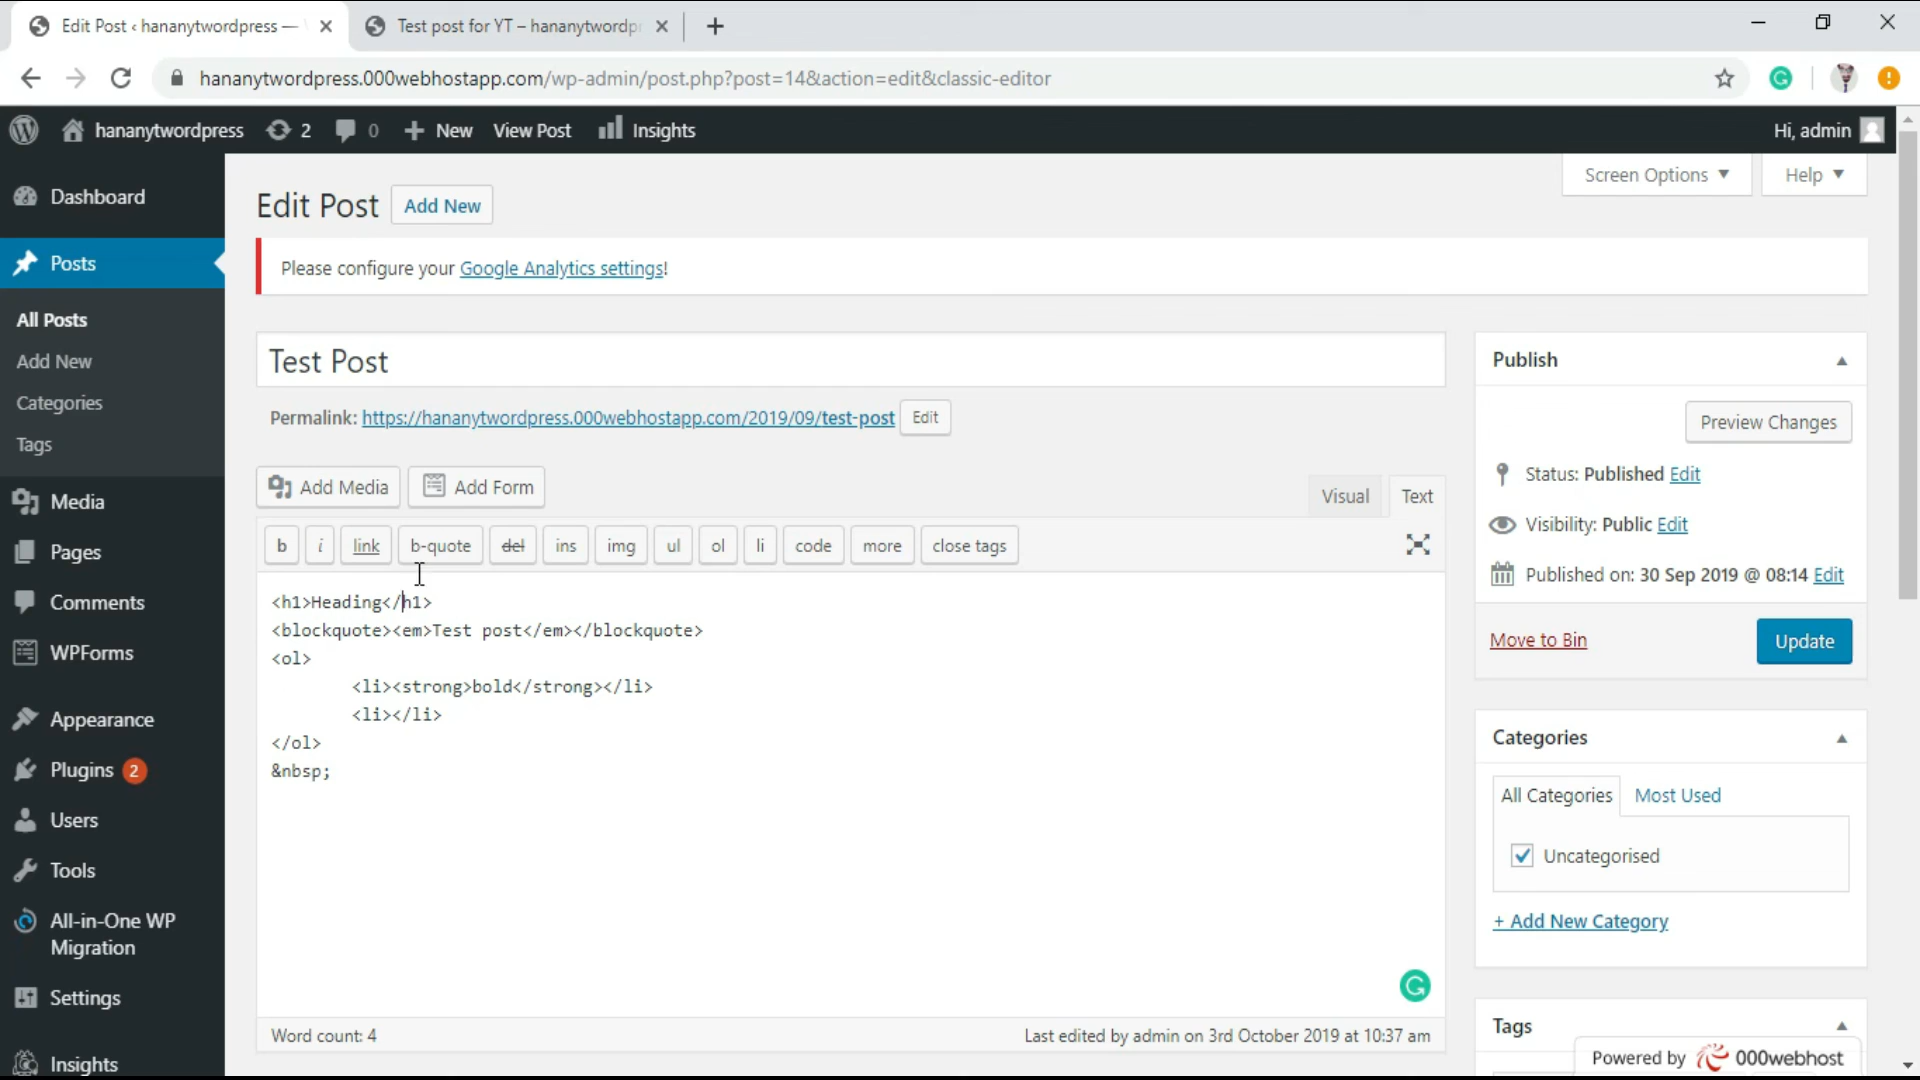 Edit Post ‹ hananytwordpress —
Test post for YT – hananytwordp
hananytwordpress.000webhostapp.com/wp-admin/post.php?post=14&action=edit&classic-editor
hananytwordpress 2 0 + New View Post Insights
Hi, admin
Dashboard
Posts
All Posts
Add New
Categories
Tags
Media
Pages
Comments
WPForms
Appearance
Plugins 2
Users
Tools
All-in-One WP
Migration
Settings
Insights
Screen Options ▼
Help ▼
Edit Post
Add New
Please configure your Google Analytics settings!
Test Post
Permalink: https://hananytwordpress.000webhostapp.com/2019/09/test-post
Edit
Add Media
Add Form
Visual
Text
b i link b-quote del ins img ul ol li code more close tags
<h1>Heading</h1>
<blockquote><em>Test post</em></blockquote>
<ol>
<li><strong>bold</strong></li>
<li></li>
</ol>
&nbsp;
Word count: 4
Last edited by admin on 3rd October 2019 at 10:37 am
Publish
Preview Changes
Status: Published Edit
Visibility: Public Edit
Published on: 30 Sep 2019 @ 08:14 Edit
Move to Bin
Update
Categories
All Categories
Most Used
Uncategorised
+ Add New Category
Tags
Powered by 000webhost